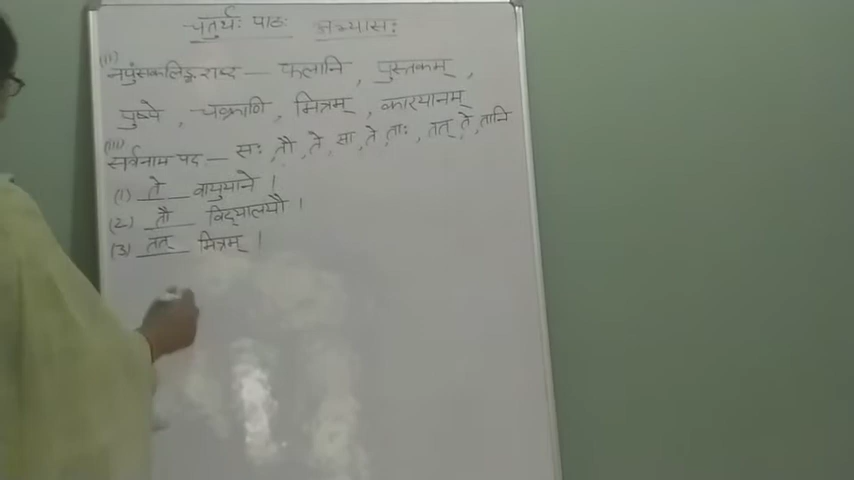 चतुर्थः पाठः अभ्यासः
(ii) नपुंसकलिङ्ग शब्द — फलानि , पुस्तकम् ,
पुष्पे , चक्राणि , मित्रम् , कारयानम्
(iii) सर्वनाम पद — सः , तौ , ते , सा , ते , ताः , तत् , ते , तानि
(1) ते वायुयाने ।
(2) तौ विद्यालयौ ।
(3) तत् मित्रम् ।